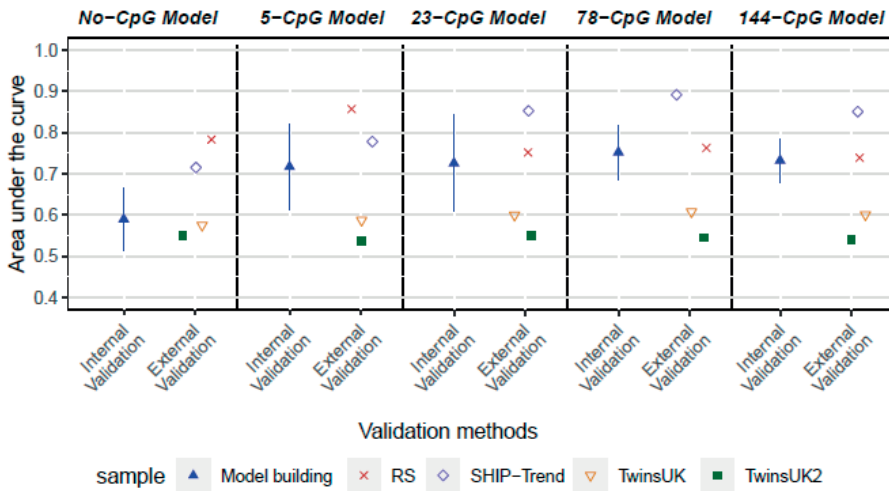 No−CpG Model 5−CpG Model 23−CpG Model 78−CpG Model 144−CpG Model
Area under the curve
1.0
0.9
0.8
0.7
0.6
0.5
0.4
Internal Validation
External Validation
Internal Validation
External Validation
Internal Validation
External Validation
Internal Validation
External Validation
Internal Validation
External Validation
Validation methods
sample Model building RS SHIP−Trend TwinsUK TwinsUK2